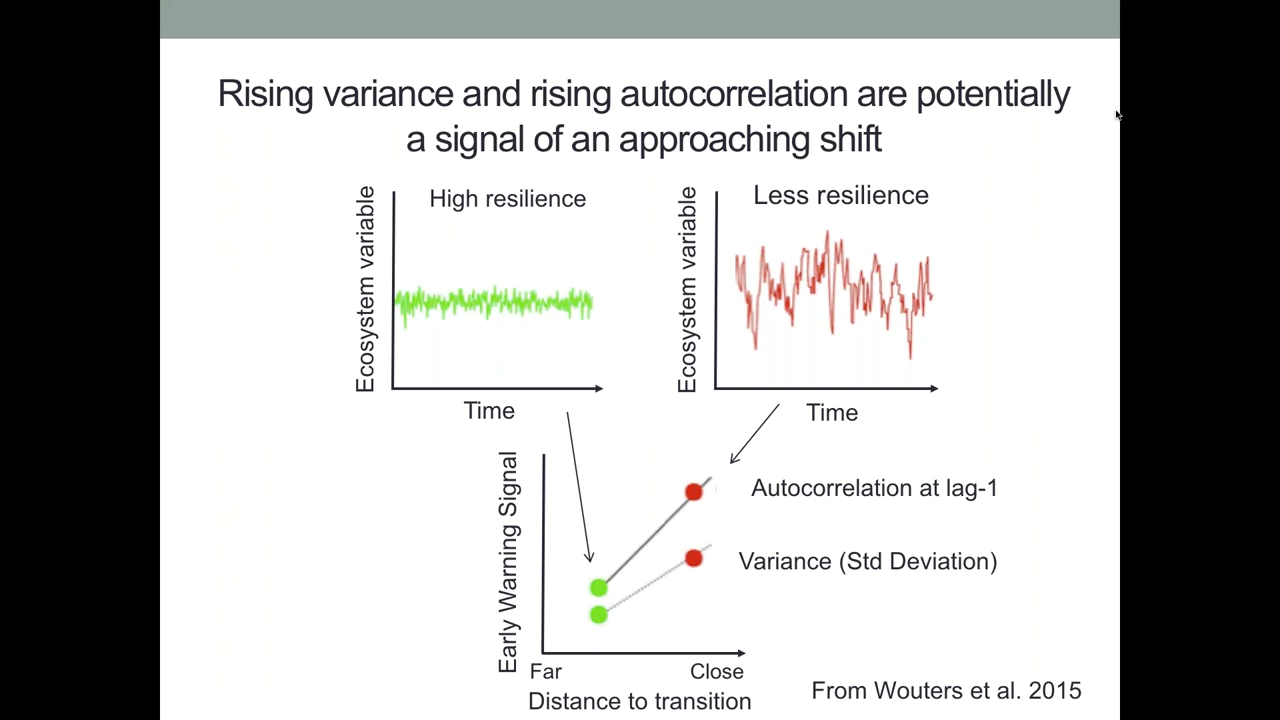 Rising variance and rising autocorrelation are potentially
a signal of an approaching shift
High resilience
Ecosystem variable
Time
Less resilience
Ecosystem variable
Time
Early Warning Signal
Autocorrelation at lag-1
Variance (Std Deviation)
Far
Close
Distance to transition
From Wouters et al. 2015